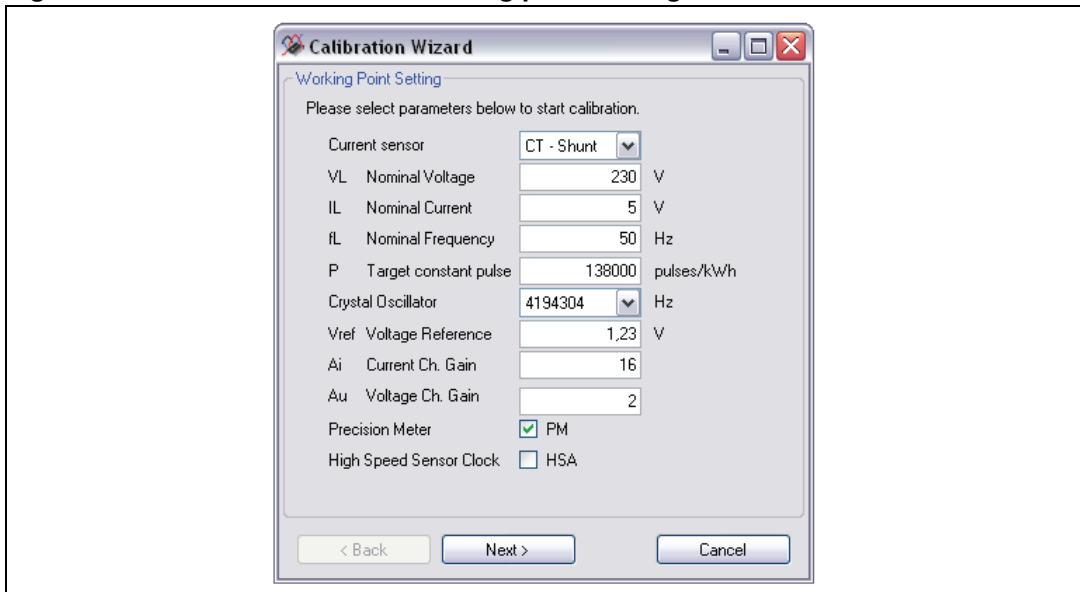 Calibration Wizard
Working Point Setting
Please select parameters below to start calibration.
Current sensor CT - Shunt
VL Nominal Voltage 230 V
IL Nominal Current 5 V
fL Nominal Frequency 50 Hz
P Target constant pulse 138000 pulses/kWh
Crystal Oscillator 4194304 Hz
Vref Voltage Reference 1,23 V
Ai Current Ch. Gain 16
Au Voltage Ch. Gain 2
Precision Meter PM
High Speed Sensor Clock HSA
< Back Next > Cancel